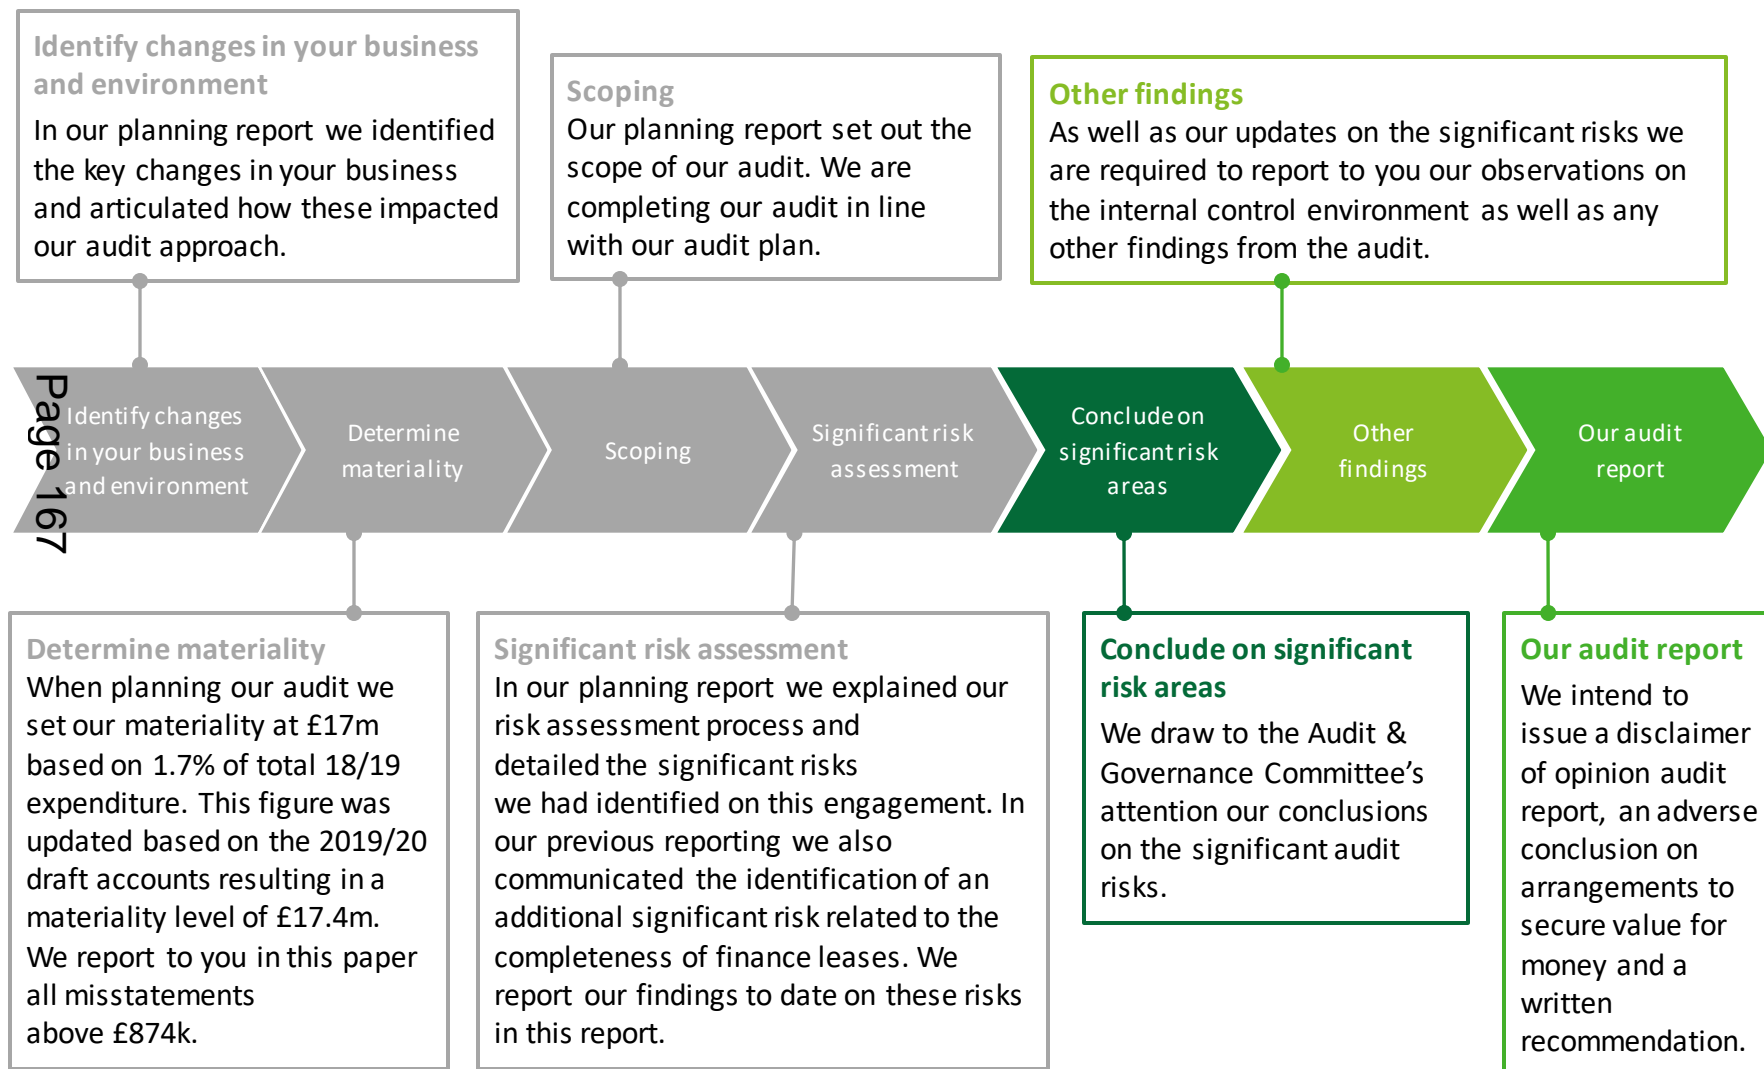 Identify changes in your business
and environment
In our planning report we identified
the key changes in your business
and articulated how these impacted
our audit approach.
Scoping
Our planning report set out the
scope of our audit. We are
completing our audit in line
with our audit plan.
Other findings
As well as our updates on the significant risks we
are required to report to you our observations on
the internal control environment as well as any
other findings from the audit.
Page 167
Identify changes
in your business
and environment
Determine
materiality
Scoping
Significant risk
assessment
Conclude on
significant risk
areas
Other
findings
Our audit
report
Determine materiality
When planning our audit we
set our materiality at £17m
based on 1.7% of total 18/19
expenditure. This figure was
updated based on the 2019/20
draft accounts resulting in a
materiality level of £17.4m.
We report to you in this paper
all misstatements
above £874k.
Significant risk assessment
In our planning report we explained our
risk assessment process and
detailed the significant risks
we had identified on this engagement. In
our previous reporting we also
communicated the identification of an
additional significant risk related to the
completeness of finance leases. We
report our findings to date on these risks
in this report.
Conclude on significant
risk areas
We draw to the Audit &
Governance Committee’s
attention our conclusions
on the significant audit
risks.
Our audit report
We intend to
issue a disclaimer
of opinion audit
report, an adverse
conclusion on
arrangements to
secure value for
money and a
written
recommendation.